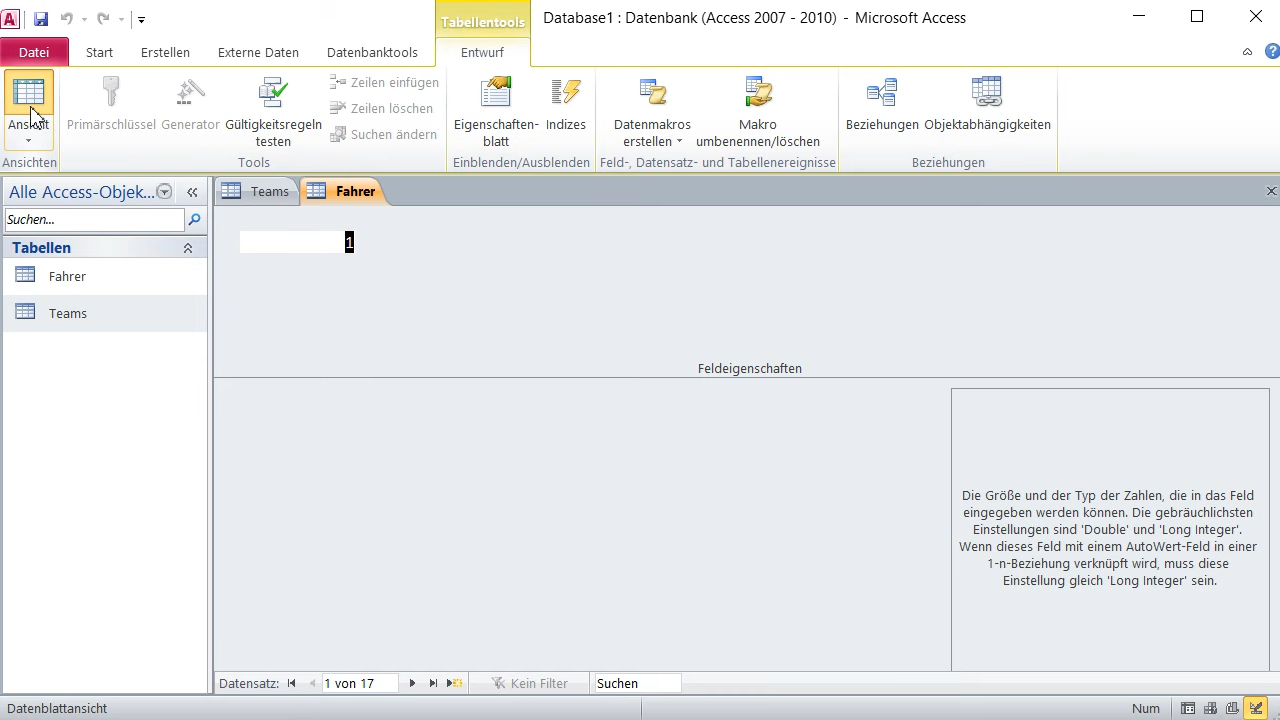 Tabellentools
Database1 : Datenbank (Access 2007 - 2010) - Microsoft Access
Datei
Start
Erstellen
Externe Daten
Datenbanktools
Entwurf
Ansicht
Primärschlüssel
Generator
Gültigkeitsregeln
testen
Zeilen einfügen
Zeilen löschen
Suchen ändern
Eigenschaften-
blatt
Indizes
Datenmakros
erstellen
Makro
umbenennen/löschen
Beziehungen
Objektabhängigkeiten
Ansichten
Tools
Einblenden/Ausblenden
Feld-, Datensatz- und Tabellenereignisse
Beziehungen
Alle Access-Objek...
Suchen...
Tabellen
Fahrer
Teams
Teams
Fahrer
1
Feldeigenschaften
Die Größe und der Typ der Zahlen, die in das Feld
eingegeben werden können. Die gebräuchlichsten
Einstellungen sind 'Double' und 'Long Integer'.
Wenn dieses Feld mit einem AutoWert-Feld in einer
1-n-Beziehung verknüpft wird, muss diese
Einstellung gleich 'Long Integer' sein.
Datensatz:
1 von 17
Kein Filter
Suchen
Datenblattansicht
Num